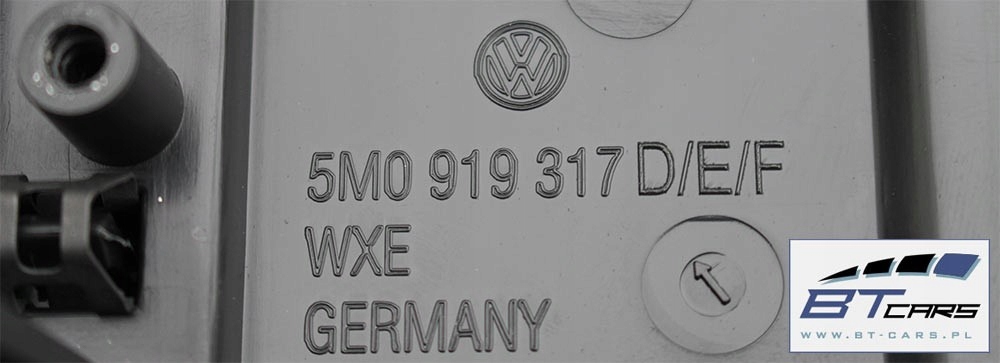 5M0 919 317 D/E/F
WXE
GERMANY
BT CARS
WWW.BT-CARS.PL